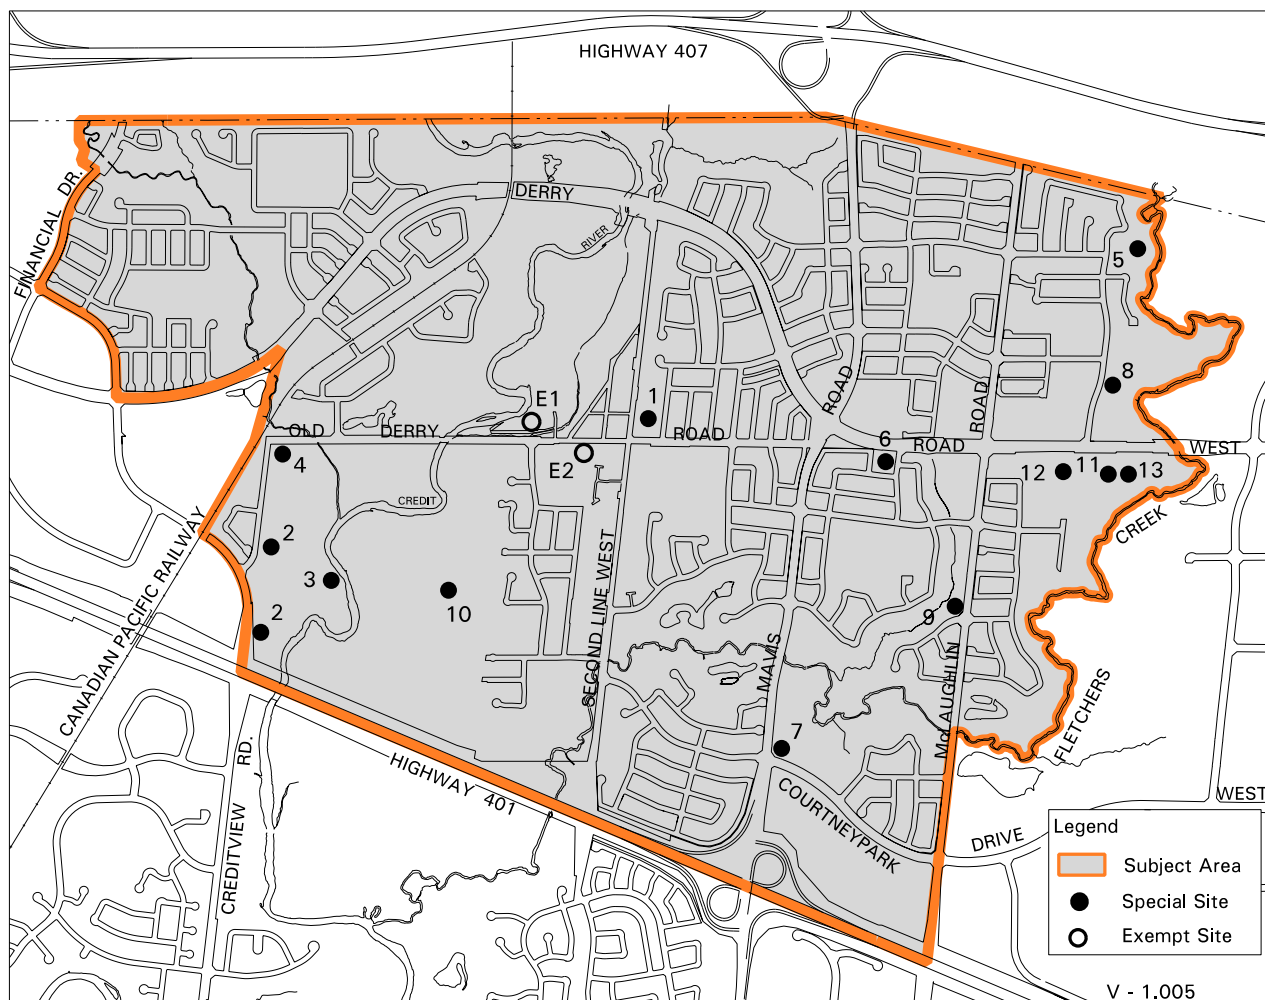 HIGHWAY 407
FINANCIAL DR.
DERRY
RIVER
5
8
E1
1
ROAD
ROAD
OLD DERRY ROAD
6
ROAD
WEST
4
E2
12
11
13
CREDIT
CREEK
2
3
10
2
9
CANADIAN PACIFIC RAILWAY
SECOND LINE WEST
MAVIS
McLAUGHLIN
FLETCHERS
7
CREDITVIEW RD.
HIGHWAY 401
COURTNEYPARK
DRIVE
WEST
Legend
Subject Area
Special Site
Exempt Site
V - 1.005